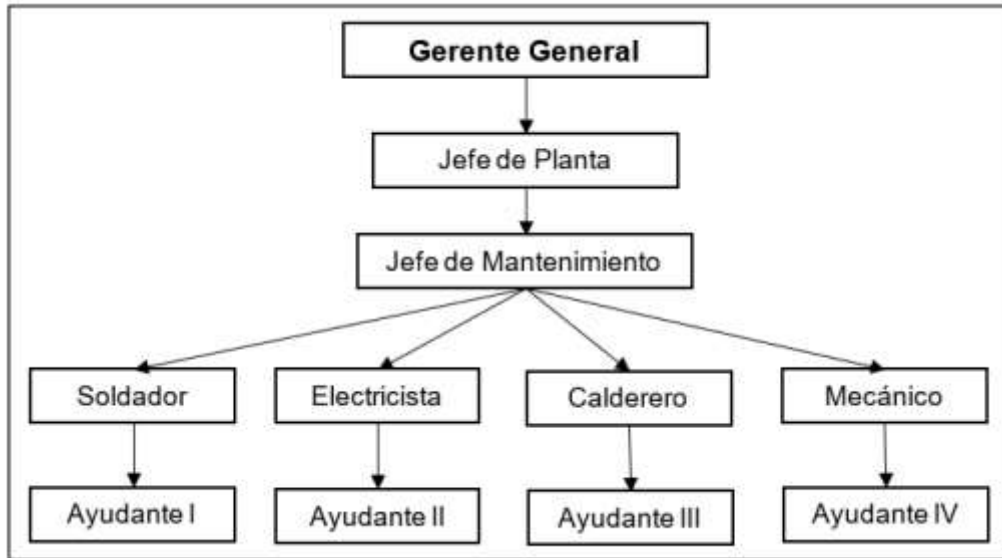 Gerente General
Jefe de Planta
Jefe de Mantenimiento
Soldador
Electricista
Calderero
Mecánico
Ayudante I
Ayudante II
Ayudante III
Ayudante IV